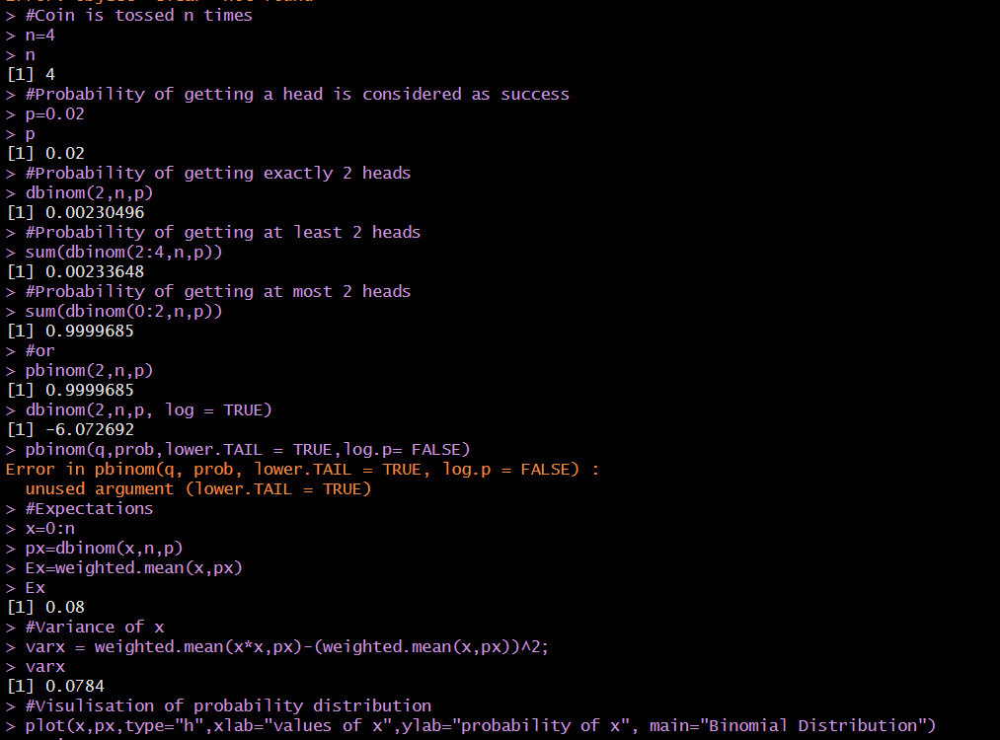 > #Coin is tossed n times
> n=4
> n
[1] 4
> #Probability of getting a head is considered as success
> p=0.02
> p
[1] 0.02
> #Probability of getting exactly 2 heads
> dbinom(2,n,p)
[1] 0.00230496
> #Probability of getting at least 2 heads
> sum(dbinom(2:4,n,p))
[1] 0.00233648
> #Probability of getting at most 2 heads
> sum(dbinom(0:2,n,p))
[1] 0.9999685
> #or
> pbinom(2,n,p)
[1] 0.9999685
> dbinom(2,n,p, log = TRUE)
[1] -6.072692
> pbinom(q,prob,lower.TAIL = TRUE,log.p= FALSE)
Error in pbinom(q, prob, lower.TAIL = TRUE, log.p = FALSE) :
  unused argument (lower.TAIL = TRUE)
> #Expectations
> x=0:n
> px=dbinom(x,n,p)
> Ex=weighted.mean(x,px)
> Ex
[1] 0.08
> #Variance of x
> varx = weighted.mean(x*x,px)-(weighted.mean(x,px))^2;
> varx
[1] 0.0784
> #Visulisation of probability distribution
> plot(x,px,type="h",xlab="values of x",ylab="probability of x", main="Binomial Distribution")